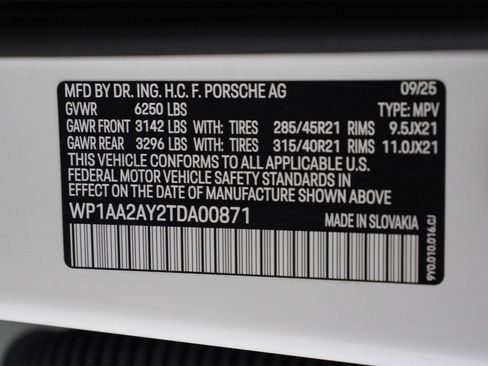 MFD BY DR. ING. H.C. F. PORSCHE AG 09/25
GVWR 6250 LBS TYPE: MPV
GAWR FRONT 3142 LBS WITH: TIRES 285/45R21 RIMS 9.5JX21
GAWR REAR 3296 LBS WITH: TIRES 315/40R21 RIMS 11.0JX21
THIS VEHICLE CONFORMS TO ALL APPLICABLE U.S.
FEDERAL MOTOR VEHICLE SAFETY STANDARDS
IN EFFECT ON THE DATE OF MANUFACTURE SHOWN ABOVE
WP1AA2AY2TDA00871 MADE IN SLOVAKIA
9Y0.010.016.CJ